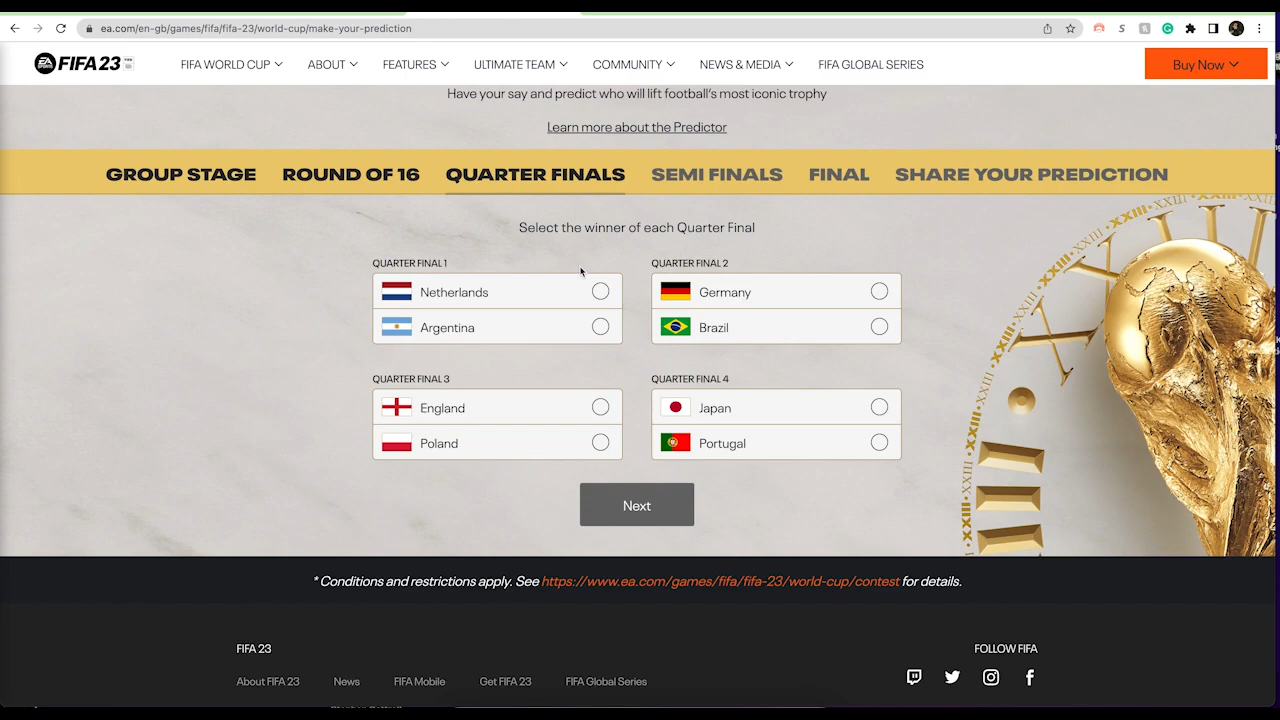 ea.com/en-gb/games/fifa/fifa-23/world-cup/make-your-prediction
EA SPORTS FIFA 23
FIFA WORLD CUP ABOUT FEATURES ULTIMATE TEAM COMMUNITY NEWS & MEDIA FIFA GLOBAL SERIES Buy Now
Have your say and predict who will lift football's most iconic trophy
Learn more about the Predictor
GROUP STAGE ROUND OF 16 QUARTER FINALS SEMI FINALS FINAL SHARE YOUR PREDICTION
Select the winner of each Quarter Final
QUARTER FINAL 1 QUARTER FINAL 2
Netherlands Germany
Argentina Brazil
QUARTER FINAL 3 QUARTER FINAL 4
England Japan
Poland Portugal
Next
* Conditions and restrictions apply. See https://www.ea.com/games/fifa/fifa-23/world-cup/contest for details.
FIFA 23 FOLLOW FIFA
About FIFA 23 News FIFA Mobile Get FIFA 23 FIFA Global Series